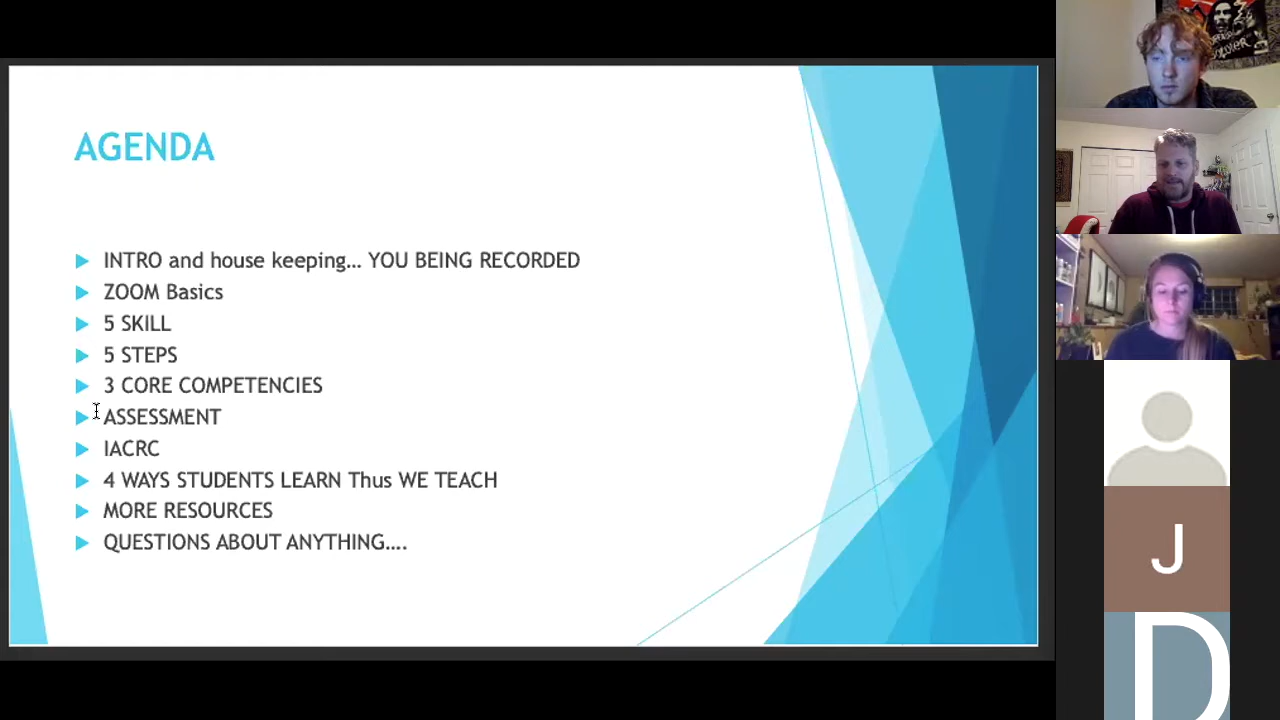 AGENDA
INTRO and house keeping... YOU BEING RECORDED
ZOOM Basics
5 SKILL
5 STEPS
3 CORE COMPETENCIES
ASSESSMENT
IACRC
4 WAYS STUDENTS LEARN Thus WE TEACH
MORE RESOURCES
QUESTIONS ABOUT ANYTHING....
J
D